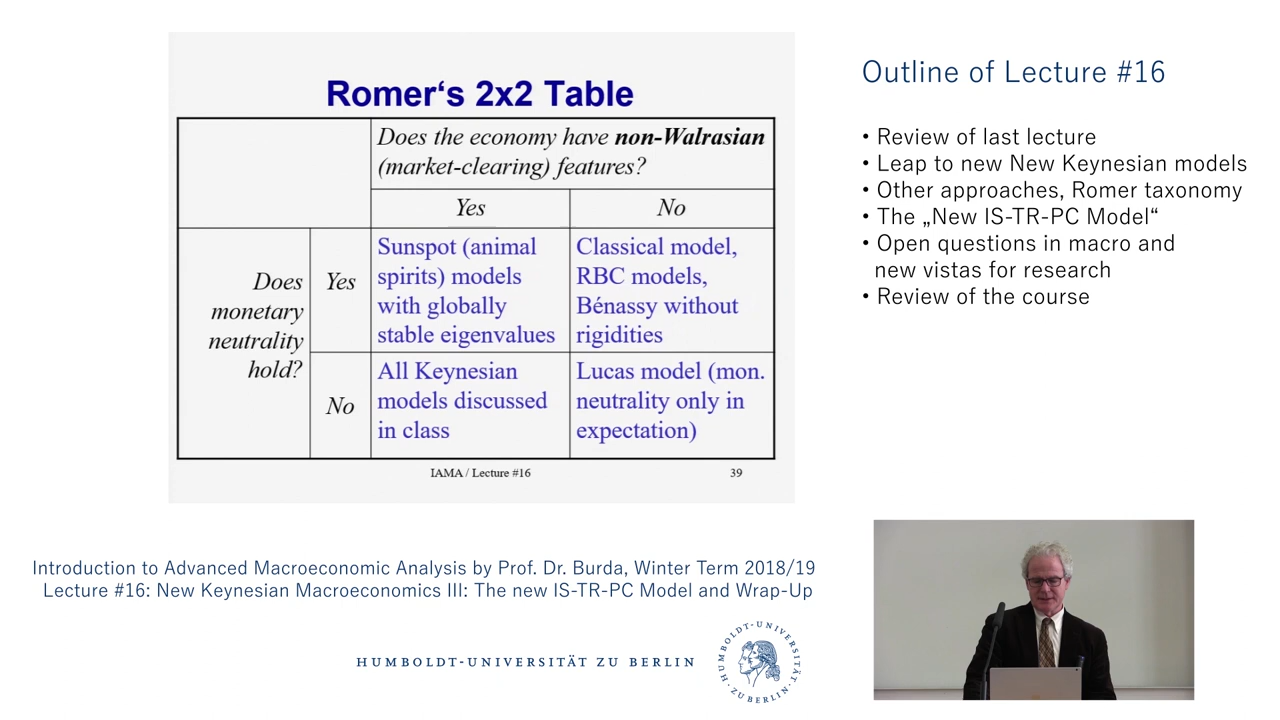 Romer‘s 2x2 Table
Does the economy have non-Walrasian
(market-clearing) features?
Yes
No
Does
monetary
neutrality
hold?
Yes
Sunspot (animal
spirits) models
with globally
stable eigenvalues
Classical model,
RBC models,
Bénassy without
rigidities
No
All Keynesian
models discussed
in class
Lucas model (mon.
neutrality only in
expectation)
IAMA / Lecture #16
39
Outline of Lecture #16
• Review of last lecture
• Leap to new New Keynesian models
• Other approaches, Romer taxonomy
• The „New IS-TR-PC Model“
• Open questions in macro and
new vistas for research
• Review of the course
Introduction to Advanced Macroeconomic Analysis by Prof. Dr. Burda, Winter Term 2018/19
Lecture #16: New Keynesian Macroeconomics III: The new IS-TR-PC Model and Wrap-Up
HUMBOLDT-UNIVERSITÄT ZU BERLIN
HUMBOLDT-UNIVERSITÄT
ZU BERLIN